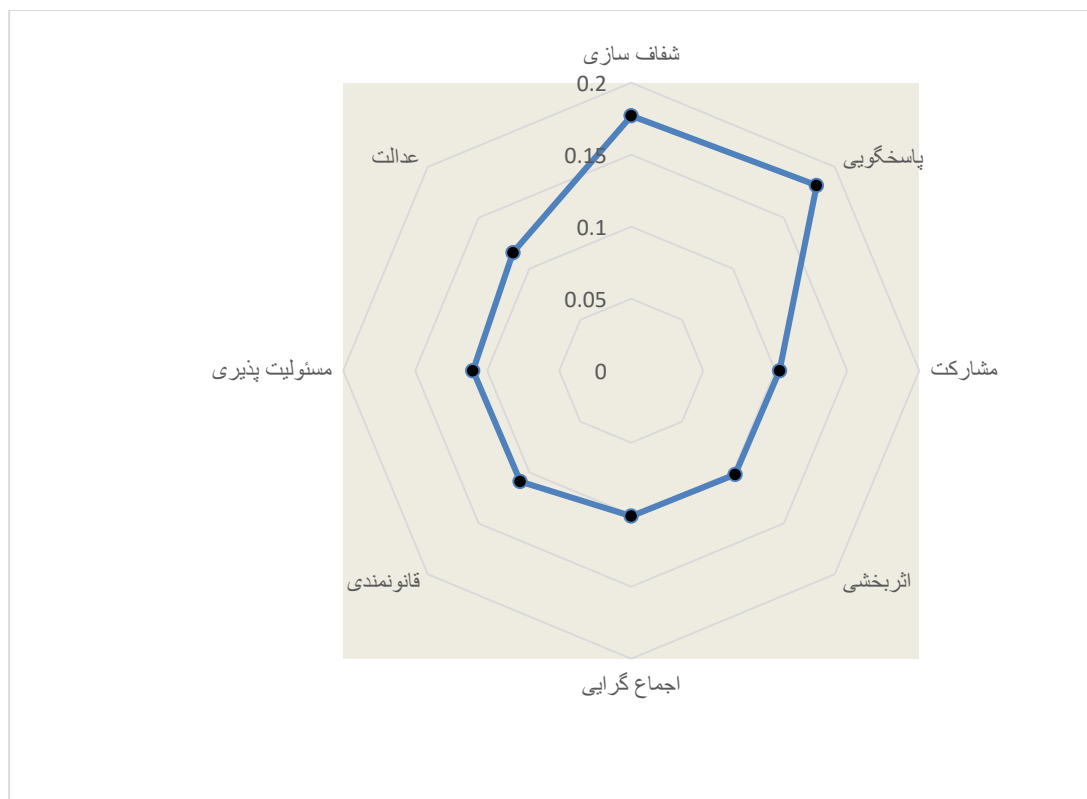 شفاف سازی
0.2
عدالت
0.15
پاسخگویی
0.1
0.05
مسئولیت پذیری
0
مشارکت
قانونمندی
اثربخشی
اجماع گرایی